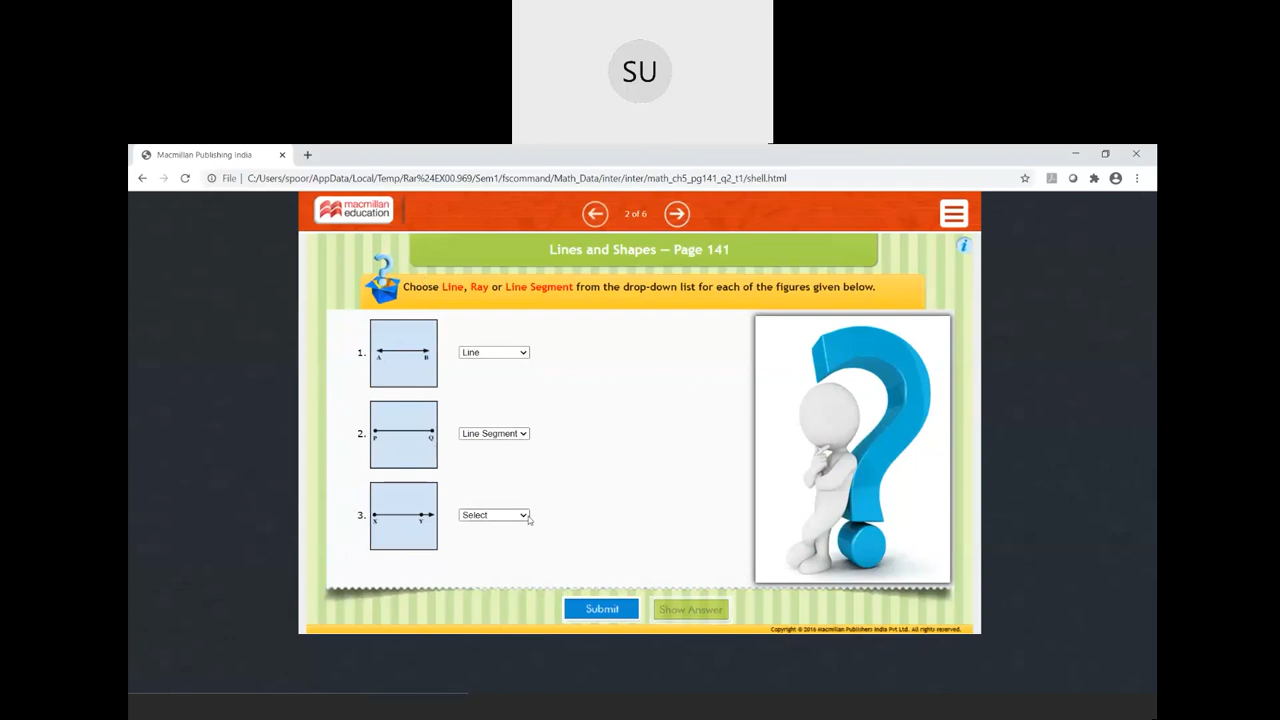 SU
Macmillan Publishing India
File
C:/Users/spoor/AppData/Local/Temp/Rar%24EX00.969/Sem1/fscommand/Math_Data/inter/inter/math_ch5_pg141_q2_t1/shell.html
macmillan
education
2 of 6
Lines and Shapes – Page 141
i
Choose Line, Ray or Line Segment from the drop-down list for each of the figures given below.
1.
A B
Line
2.
P Q
Line Segment
3.
X Y
Select
Submit
Show Answer
Copyright © 2016 Macmillan Publishers India Pvt Ltd. All rights reserved.